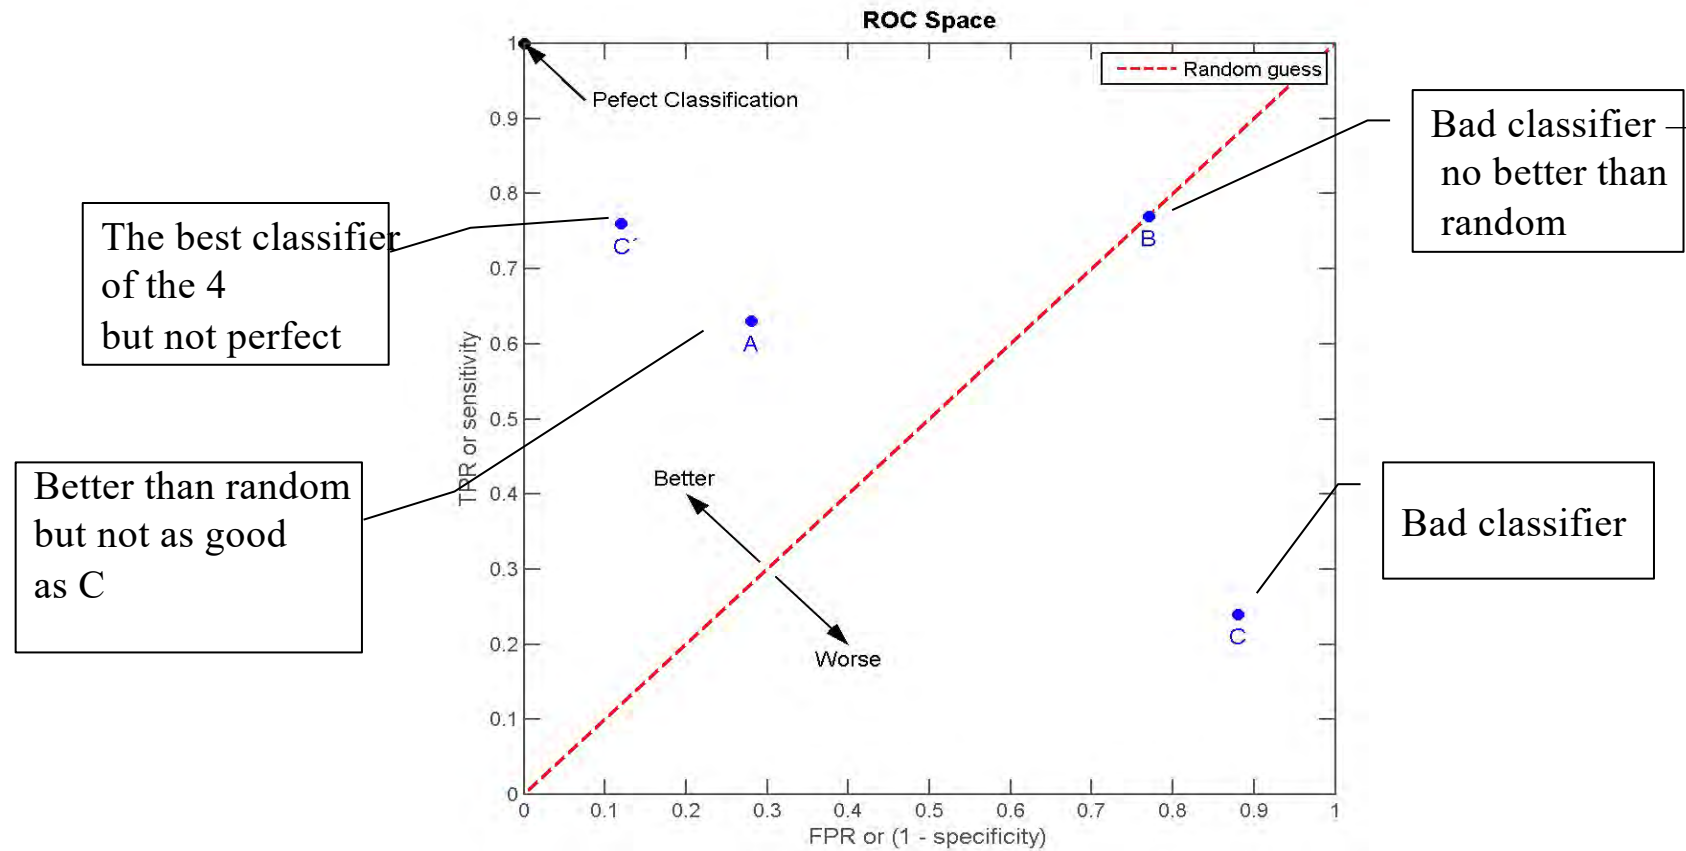 ROC Space
Random guess
Pefect Classification
Bad classifier –
no better than
random
The best classifier
of the 4
but not perfect
C´
B
A
Better than random
but not as good
as C
Better
Worse
Bad classifier
C
TPR or sensitivity
1
0.9
0.8
0.7
0.6
0.5
0.4
0.3
0.2
0.1
0
0 0.1 0.2 0.3 0.4 0.5 0.6 0.7 0.8 0.9 1
FPR or (1 - specificity)